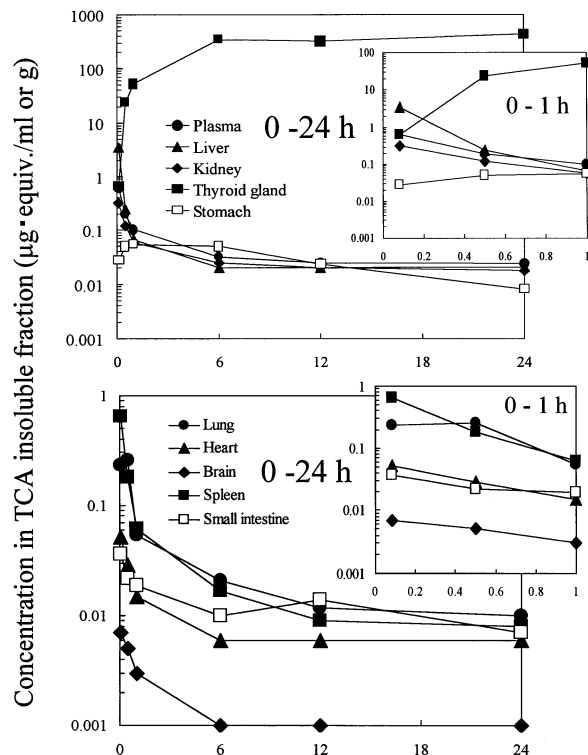 Concentration in TCA insoluble fraction (μg・equiv./ml or g)
1000
100
10
1
0.1
0.01
0.001
0
6
12
18
24
Plasma
Liver
Kidney
Thyroid gland
Stomach
0 -24 h
100
10
1
0.1
0.01
0.001
0
0.2
0.4
0.6
0.8
1
0 - 1 h
1
0.1
0.01
0.001
0
6
12
18
24
Lung
Heart
Brain
Spleen
Small intestine
0 -24 h
1
0.1
0.01
0.001
0
0.2
0.4
0.6
0.8
1
0 - 1 h